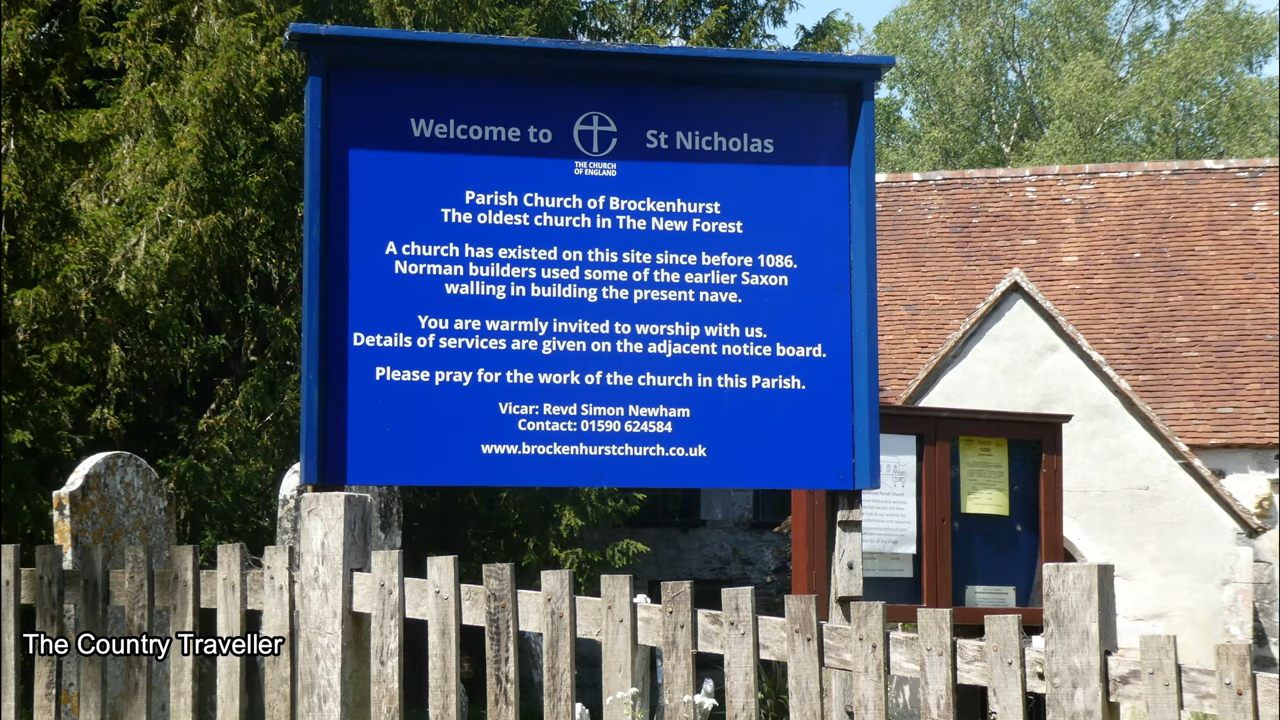 Welcome to St Nicholas
THE CHURCH
OF ENGLAND
Parish Church of Brockenhurst
The oldest church in The New Forest
A church has existed on this site since before 1086.
Norman builders used some of the earlier Saxon
walling in building the present nave.
You are warmly invited to worship with us.
Details of services are given on the adjacent notice board.
Please pray for the work of the church in this Parish.
Vicar: Revd Simon Newham
Contact: 01590 624584
www.brockenhurstchurch.co.uk
Parish Church
The Country Traveller